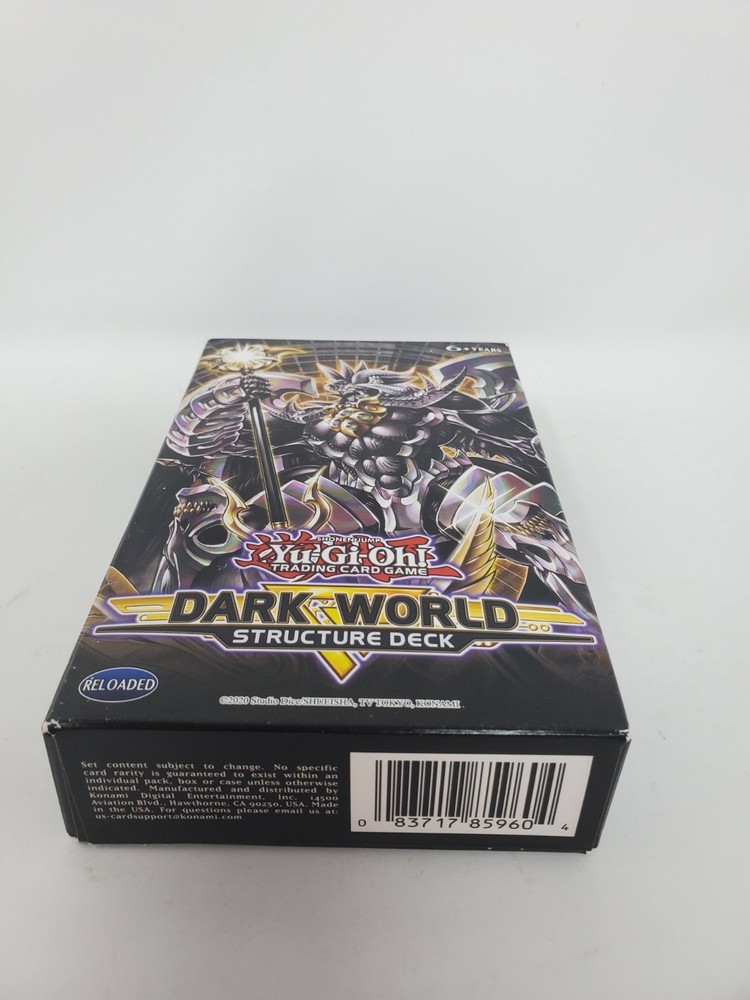 6+YEARS
SHONEN JUMP
Yu-Gi-Oh!
TRADING CARD GAME
DARK WORLD
STRUCTURE DECK
RELOADED
©2020 Studio Dice/SHUEISHA, TV TOKYO, KONAMI
Set content subject to change. No specific
card rarity is guaranteed to exist within an
individual pack, box or case unless otherwise
indicated. Manufactured and distributed by
Konami Digital Entertainment, Inc. 14500
Aviation Blvd., Hawthorne, CA 90250, USA. Made
in the USA. For questions please email us at:
us-cardsupport@konami.com
0 83717 85960 4